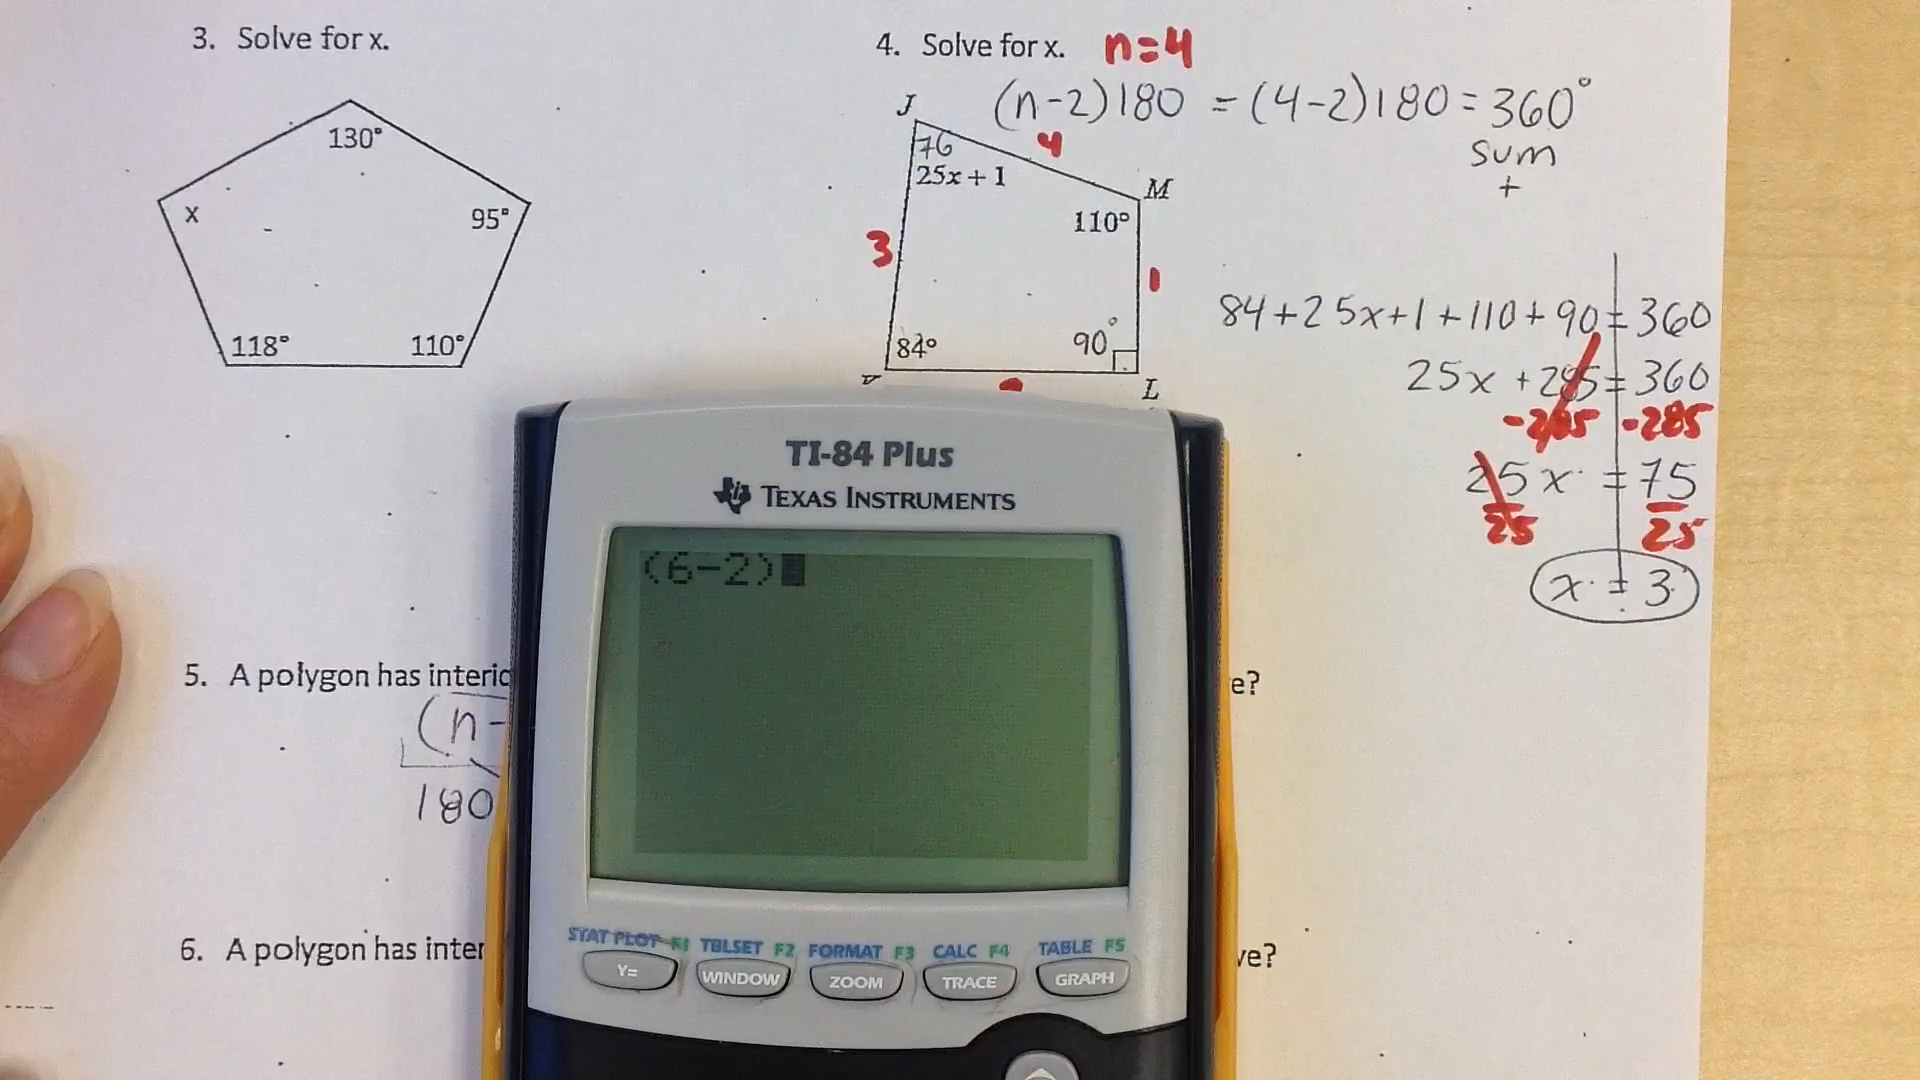 3. Solve for x.
130°
x
95°
118°
110°
4. Solve for x. n=4
(n-2)180 = (4-2)180 = 360°
sum
+
J
76
25x + 1
4
M
110°
3
1
84°
90°
L
84+25x+1+110+90 = 360
25x +285 = 360
-285 -285
25x = 75
25 25
x = 3
TI-84 Plus
TEXAS INSTRUMENTS
(6-2)
5. A polygon has interio
e?
(n-
180
6. A polygon has inter
ve?
STAT PLOT F1 TBLSET F2 FORMAT F3 CALC F4 TABLE F5
Y= WINDOW ZOOM TRACE GRAPH